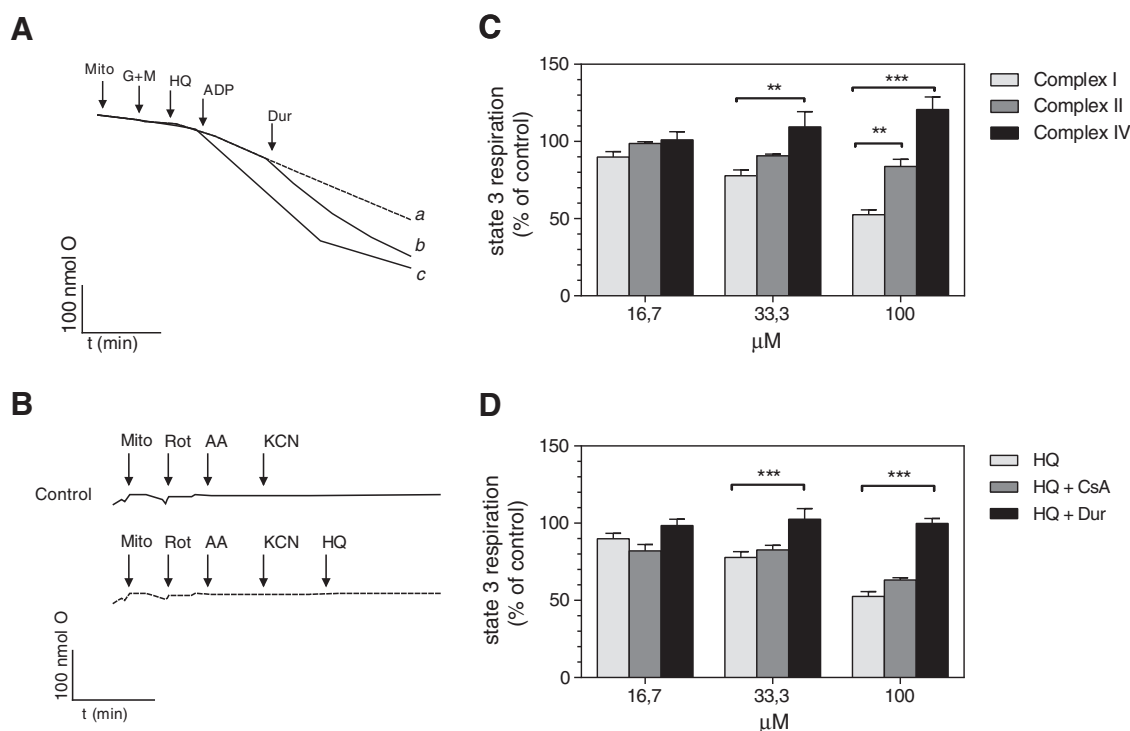 A
Mito G+M HQ ADP
Dur
a
b
c
100 nmol O
t (min)
B
Mito Rot AA KCN
Control
Mito Rot AA KCN HQ
100 nmol O
t (min)
C
150
100
50
0
state 3 respiration
(% of control)
**
**
***
16,7 33,3 100
μM
Complex I
Complex II
Complex IV
D
150
100
50
0
state 3 respiration
(% of control)
***
***
16,7 33,3 100
μM
HQ
HQ + CsA
HQ + Dur